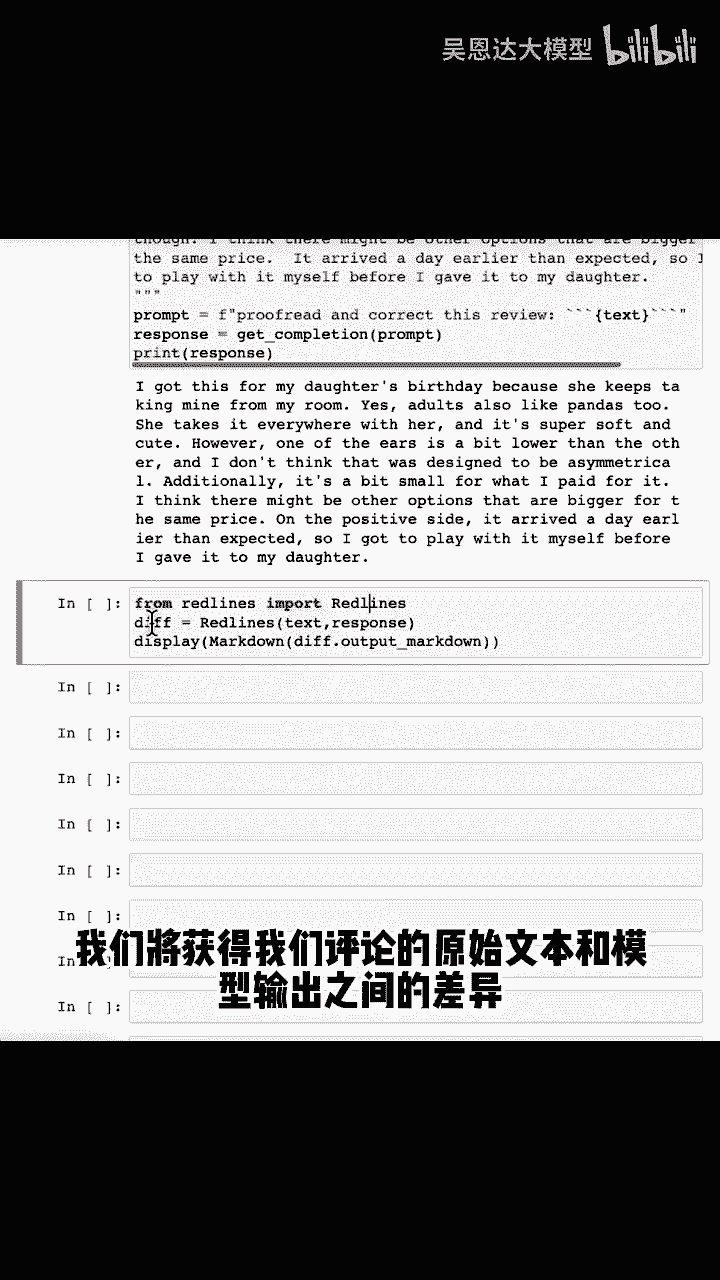 吴恩达大模型 bilibili
though. I think there might be other options that are bigger
the same price.  It arrived a day earlier than expected, so I
to play with it myself before I gave it to my daughter.
"""
prompt = f"proofread and correct this review: ```{text}```"
response = get_completion(prompt)
print(response)
I got this for my daughter's birthday because she keeps ta
king mine from my room. Yes, adults also like pandas too.
She takes it everywhere with her, and it's super soft and
cute. However, one of the ears is a bit lower than the oth
er, and I don't think that was designed to be asymmetrica
l. Additionally, it's a bit small for what I paid for it.
I think there might be other options that are bigger for t
he same price. On the positive side, it arrived a day earl
ier than expected, so I got to play with it myself before
I gave it to my daughter.
In [ ]: from redlines import Redlines
diff = Redlines(text,response)
display(Markdown(diff.output_markdown))
In [ ]:
In [ ]:
In [ ]:
In [ ]:
In [ ]:
In [ ]:
In [ ]:
In [ ]:
我们将获得我们评论的原始文本和模
型输出之间的差异